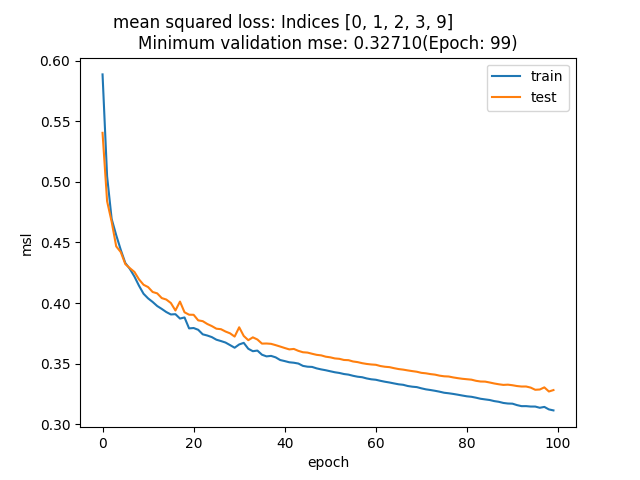 mean squared loss: Indices [0, 1, 2, 3, 9]
Minimum validation mse: 0.32710(Epoch: 99)
train
test
0.60
0.55
0.50
0.45
0.40
0.35
0.30
msl
0
20
40
60
80
100
epoch